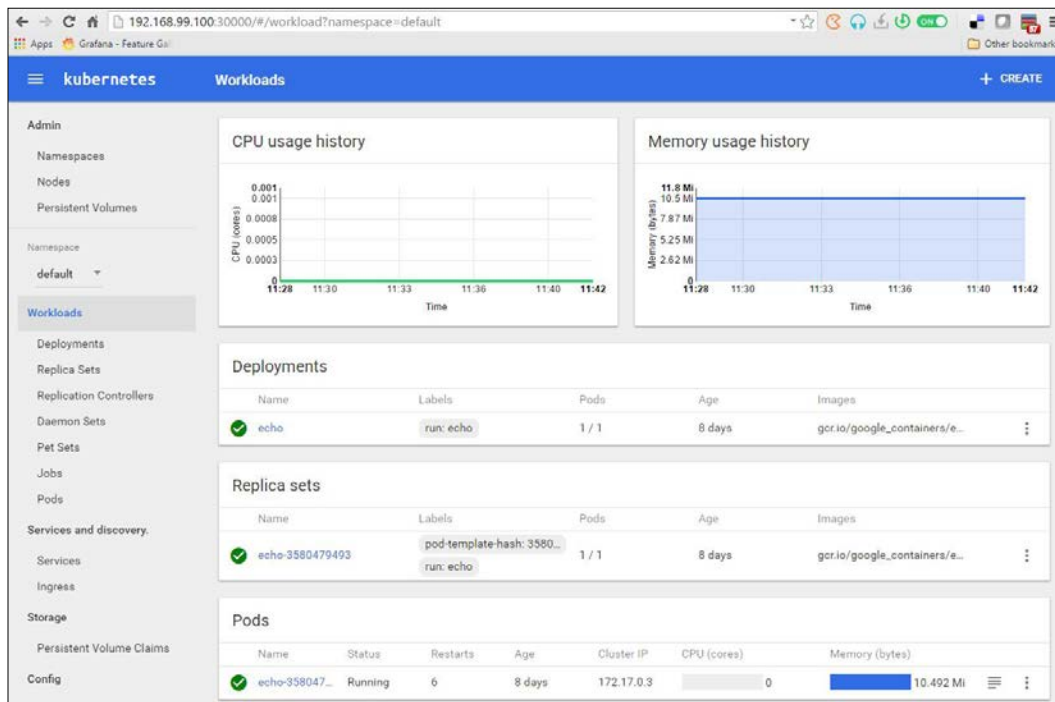 192.168.99.100:30000/#/workload?namespace=default
ON
Apps Grafana - Feature Gal
Other bookmark
kubernetes Workloads + CREATE
Admin
Namespaces
Nodes
Persistent Volumes
Namespace
default
Workloads
Deployments
Replica Sets
Replication Controllers
Daemon Sets
Pet Sets
Jobs
Pods
Services and discovery.
Services
Ingress
Storage
Persistent Volume Claims
Config
CPU usage history
CPU (cores)
0.001
0.001
0.0008
0.0005
0.0003
0
11:28 11:30 11:33 11:36 11:40 11:42
Time
Memory usage history
Memory (bytes)
11.8 Mi
10.5 Mi
7.87 Mi
5.25 Mi
2.62 Mi
0
11:28 11:30 11:33 11:36 11:40 11:42
Time
Deployments
Name Labels Pods Age Images
echo run: echo 1 / 1 8 days gcr.io/google_containers/e...
Replica sets
Name Labels Pods Age Images
echo-3580479493 pod-template-hash: 3580... 1 / 1 8 days gcr.io/google_containers/e...
run: echo
Pods
Name Status Restarts Age Cluster IP CPU (cores) Memory (bytes)
echo-358047... Running 6 8 days 172.17.0.3 0 10.492 Mi